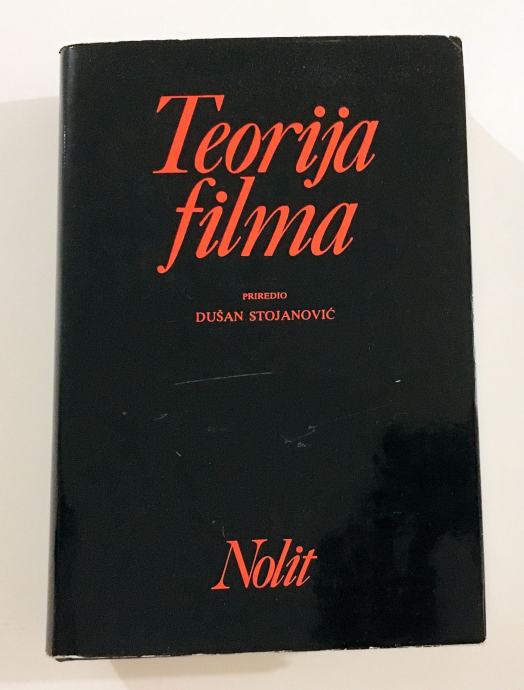 Teorija
filma
PRIREDIO
DUŠAN STOJANOVIĆ
Nolit